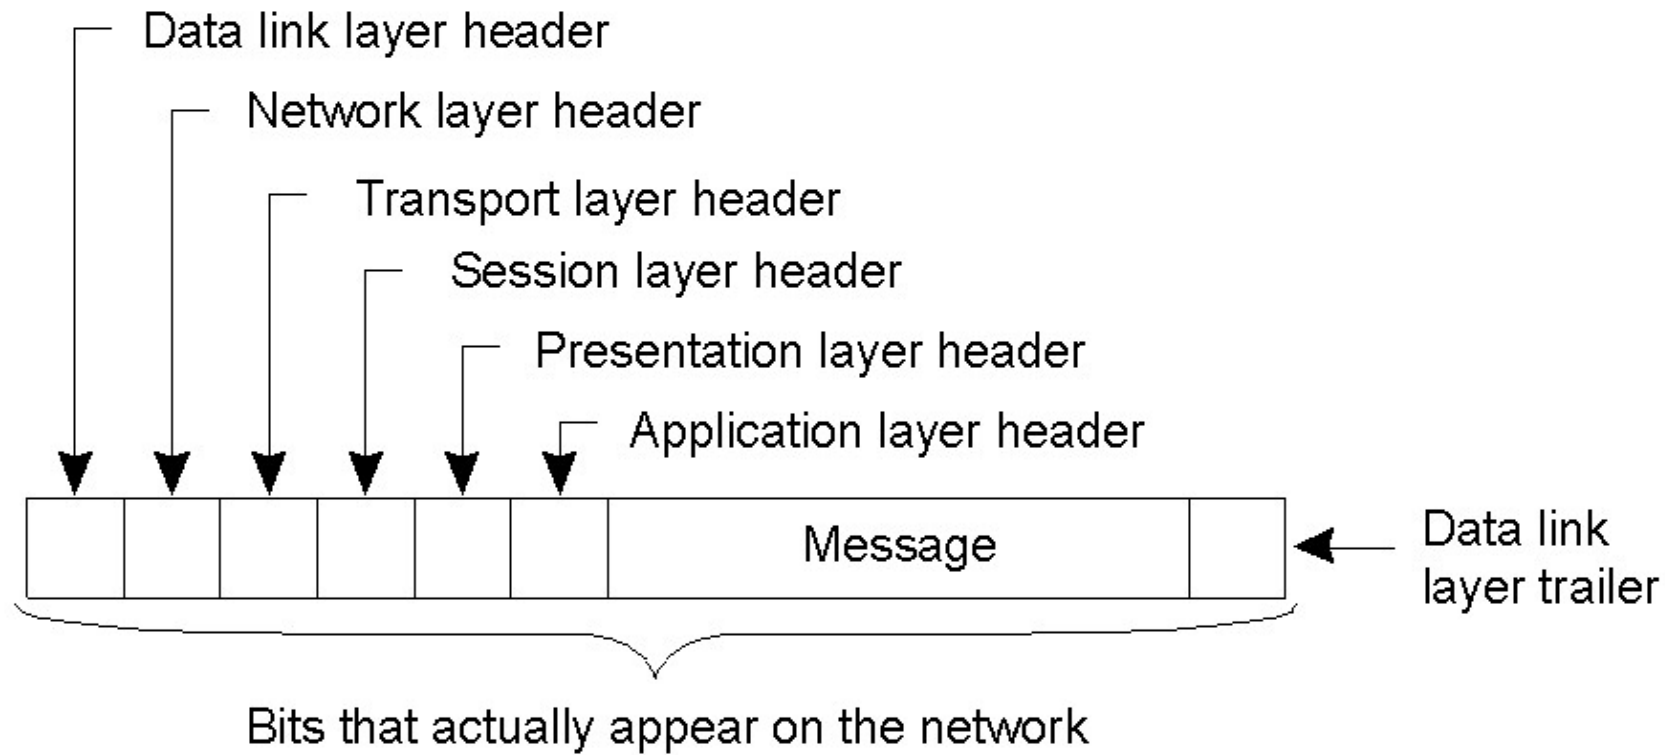 Data link layer header
Network layer header
Transport layer header
Session layer header
Presentation layer header
Application layer header
Message
Data link
layer trailer
Bits that actually appear on the network